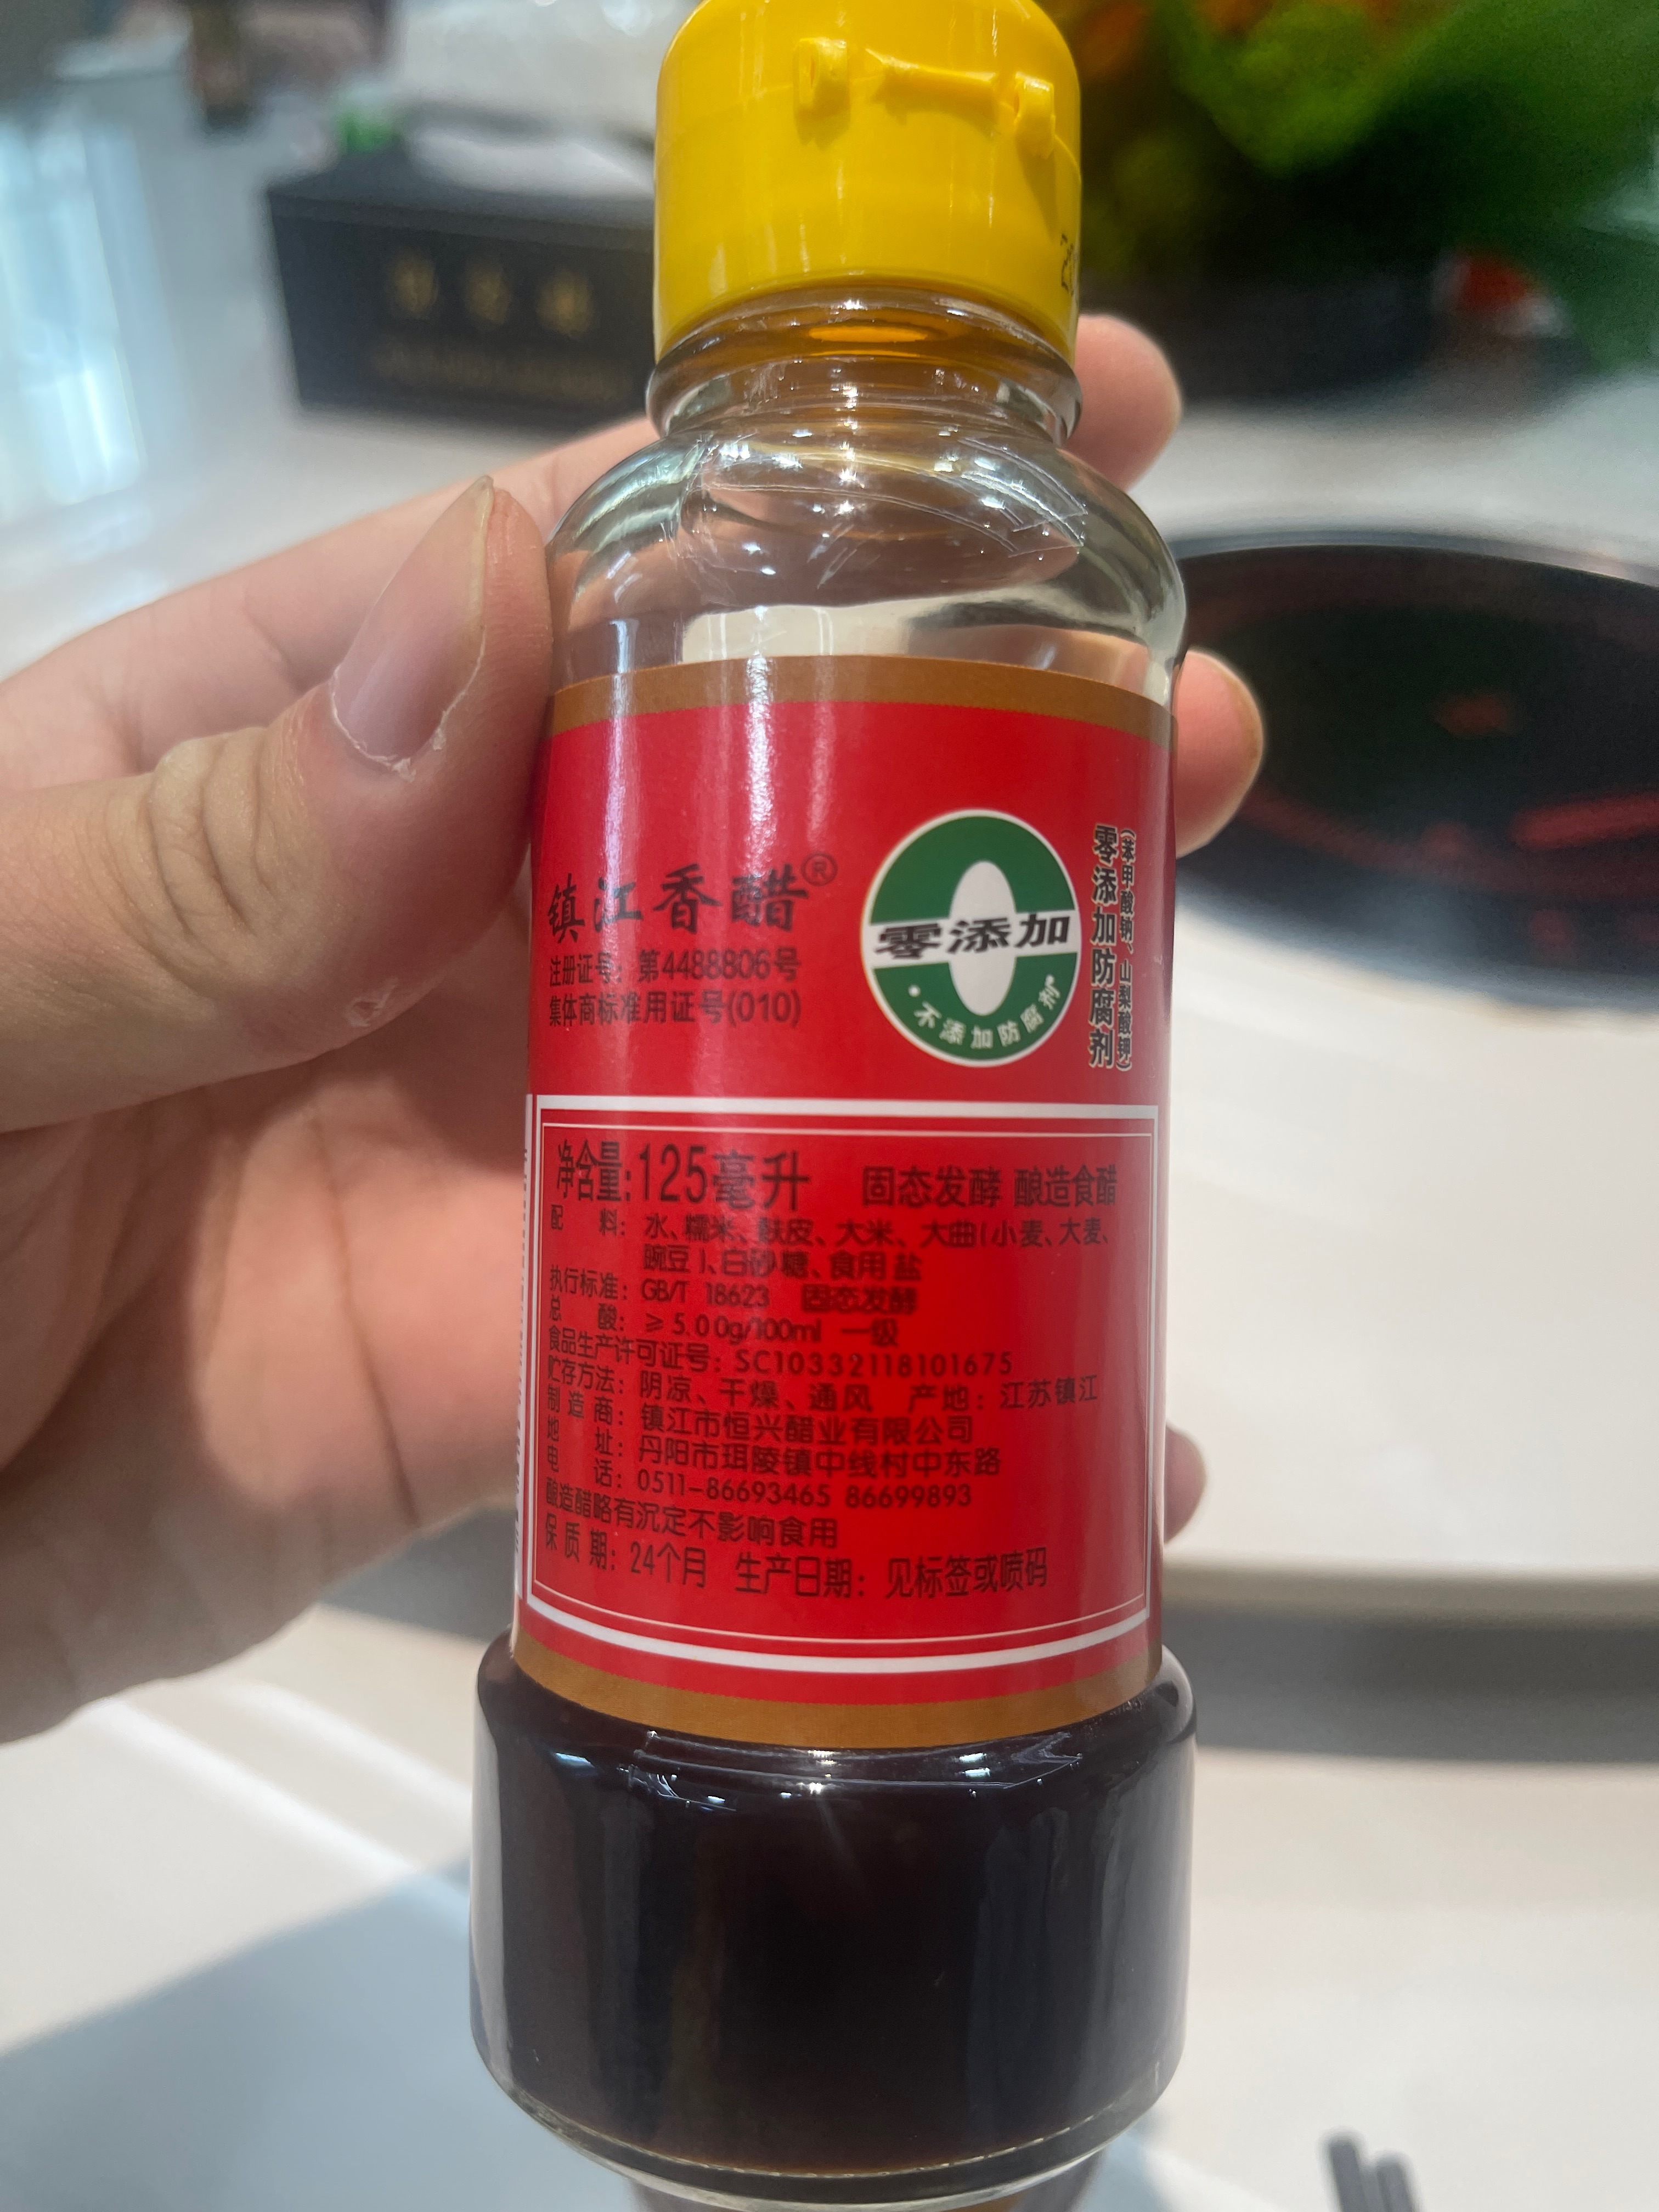 镇江香醋®
注册证号：第4488806号
集体商标准用证号(010)
零添加
·不添加防腐剂·
零添加防腐剂
(苯甲酸钠、山梨酸钾)
净含量:125毫升 固态发酵 酿造食醋
配 料：水、糯米、麸皮、大米、大曲(小麦、大麦、
豌豆)、白砂糖、食用盐
执行标准：GB/T 18623 固态发酵
总 酸：≥5.00g/100ml 一级
食品生产许可证号：SC10332118101675
贮存方法：阴凉、干燥、通风 产地：江苏镇江
制造商：镇江市恒兴醋业有限公司
地 址：丹阳市珥陵镇中线村中东路
电 话：0511-86693465 86699893
酿造醋略有沉定不影响食用
保质期：24个月 生产日期：见标签或喷码